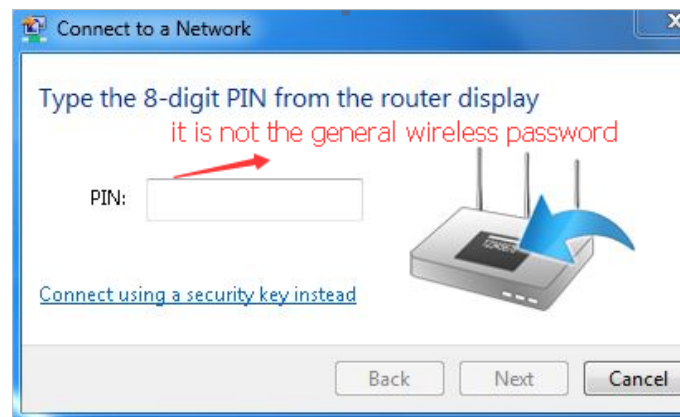 Connect to a Network
Type the 8-digit PIN from the router display
it is not the general wireless password
PIN:
12345670
Connect using a security key instead
Back Next Cancel